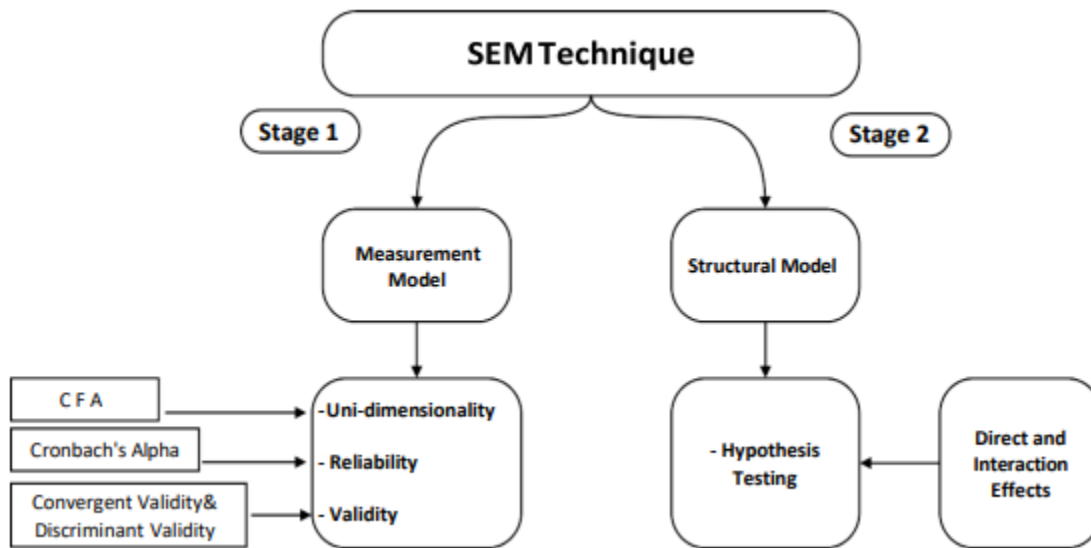 SEM Technique
Stage 1
Stage 2
Measurement
Model
Structural Model
C F A
Cronbach's Alpha
Convergent Validity&
Discriminant Validity
-Uni-dimensionality
- Reliability
- Validity
- Hypothesis
Testing
Direct and
Interaction
Effects